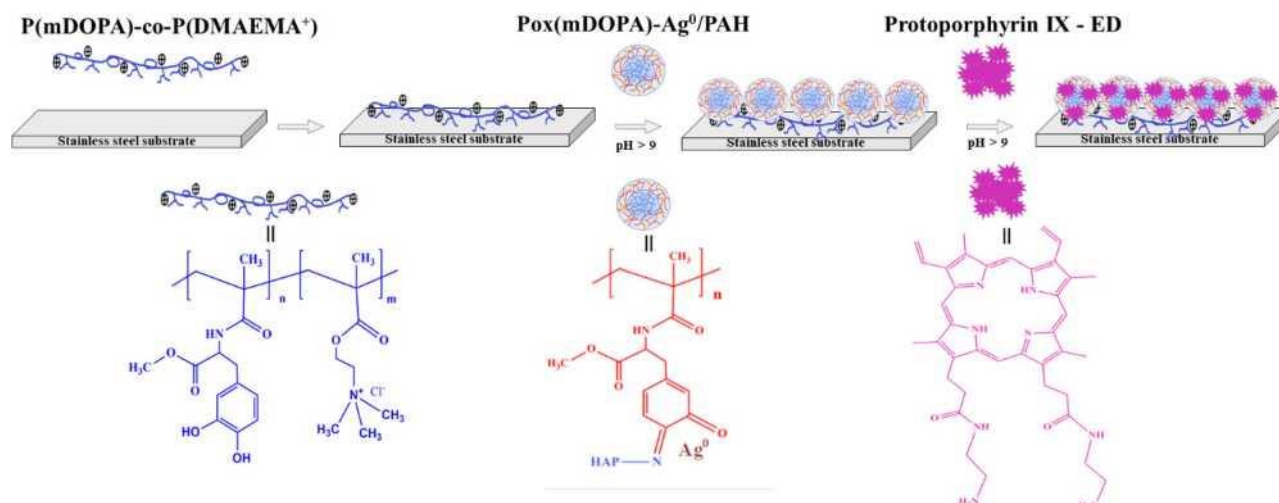 P(mDOPA)-co-P(DMAEMA⁺)
Pox(mDOPA)-Ag⁰/PAH
Protoporphyrin IX - ED
Stainless steel substrate
Stainless steel substrate
pH > 9
Stainless steel substrate
pH > 9
Stainless steel substrate
=
=
=
CH₃
CH₃
n
m
HN
O
O
O
H₃C
O
O
N⁺
Cl⁻
H₃C
CH₃
CH₃
HO
OH
CH₃
n
HN
O
O
H₃C
O
O
Ag⁰
HAP
N
N
HN
NH
N
O
NH
O
NH
H₂N